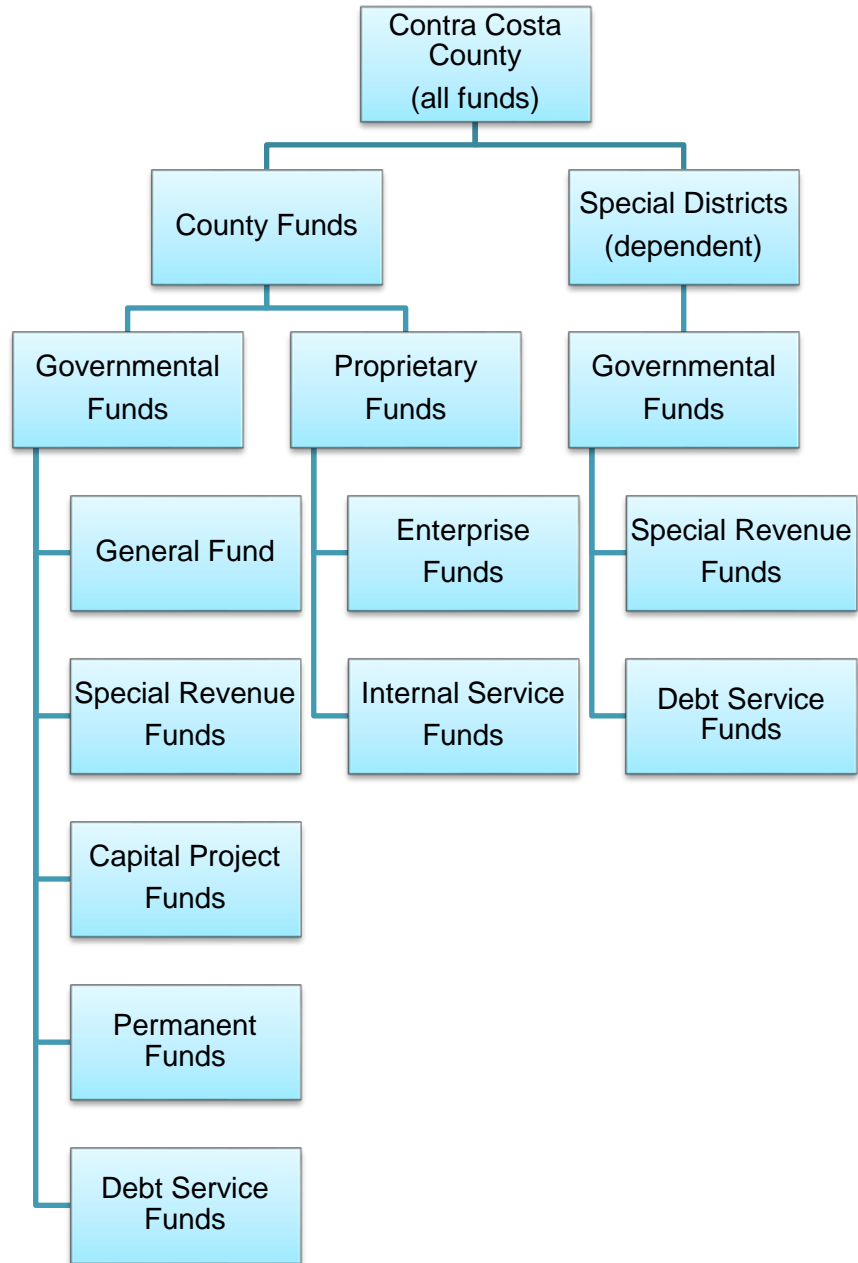 Contra Costa
County
(all funds)
County Funds
Special Districts
(dependent)
Governmental
Funds
Proprietary
Funds
Governmental
Funds
General Fund
Enterprise
Funds
Special Revenue
Funds
Special Revenue
Funds
Internal Service
Funds
Debt Service
Funds
Capital Project
Funds
Permanent
Funds
Debt Service
Funds